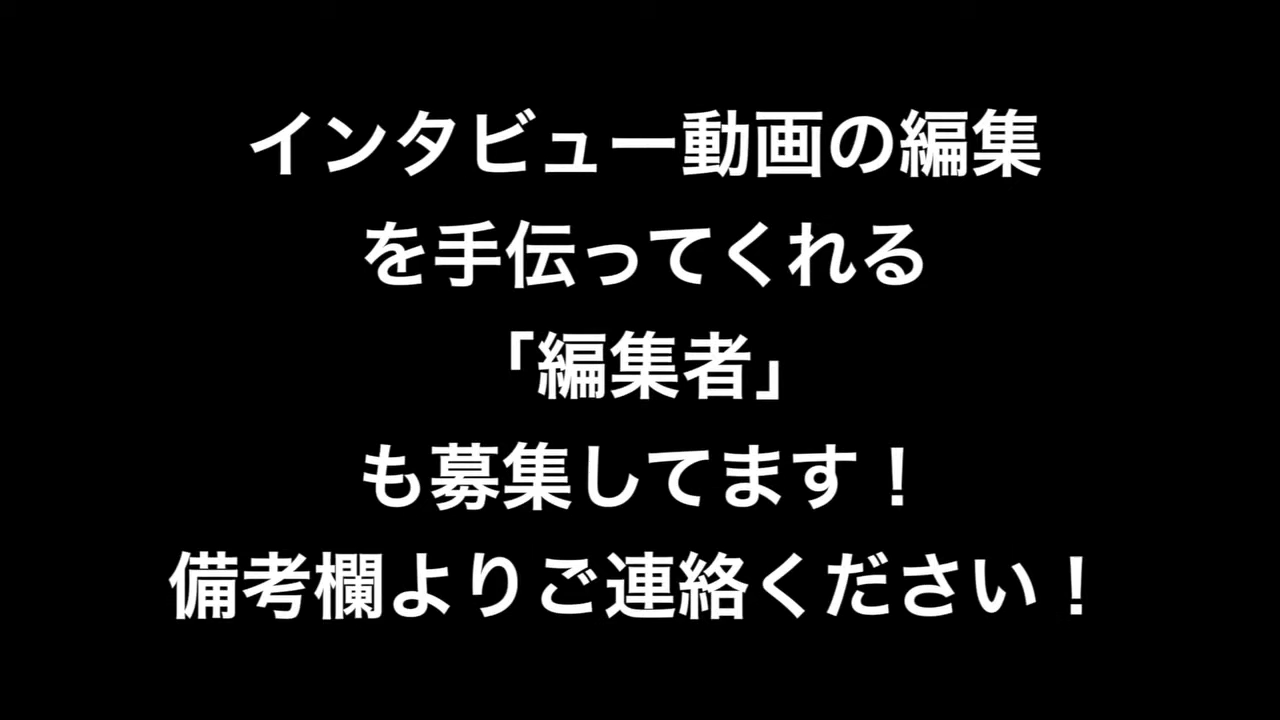 インタビュー動画の編集
を手伝ってくれる
「編集者」
も募集してます！
備考欄よりご連絡ください！